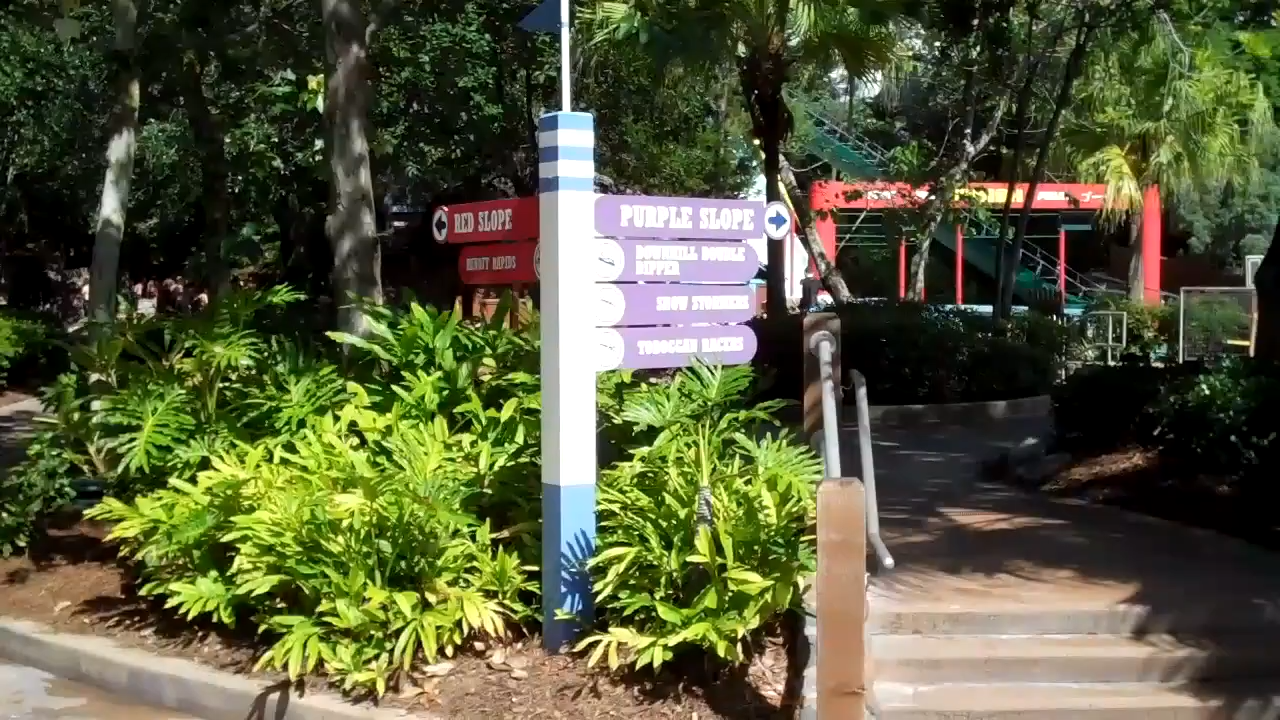 RED SLOPE
RUNOFF RAPIDS
PURPLE SLOPE
DOWNHILL DOUBLE
DIPPER
SNOW STORMERS
TOBOGGAN RACERS